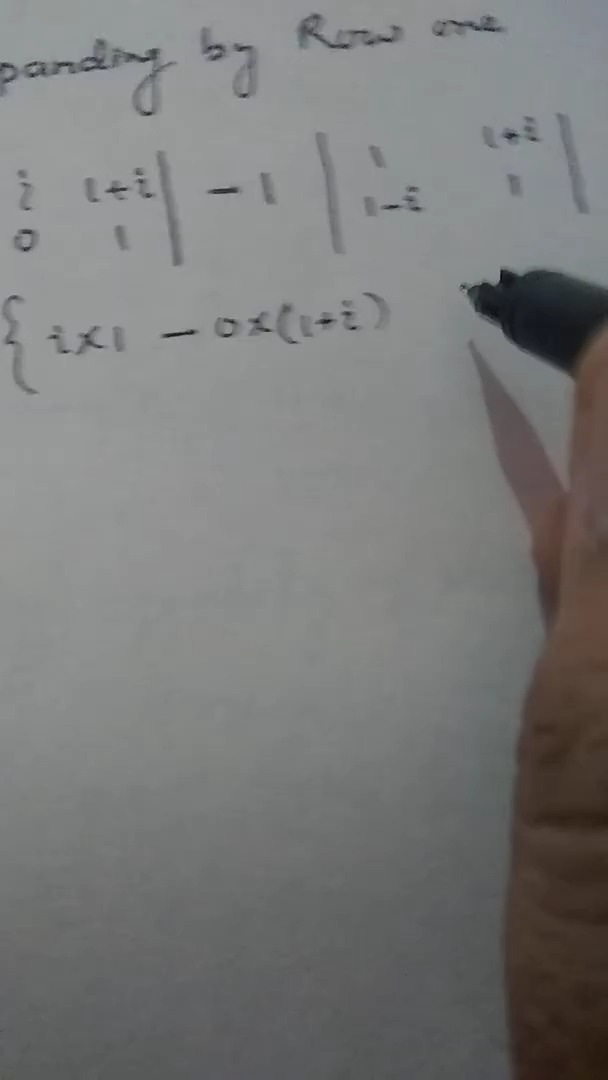 panding by Row one
i 1+i | - 1 | 1 1+i |
0 1 | | 1-i 1 |
{ i×1 - 0×(1+i)